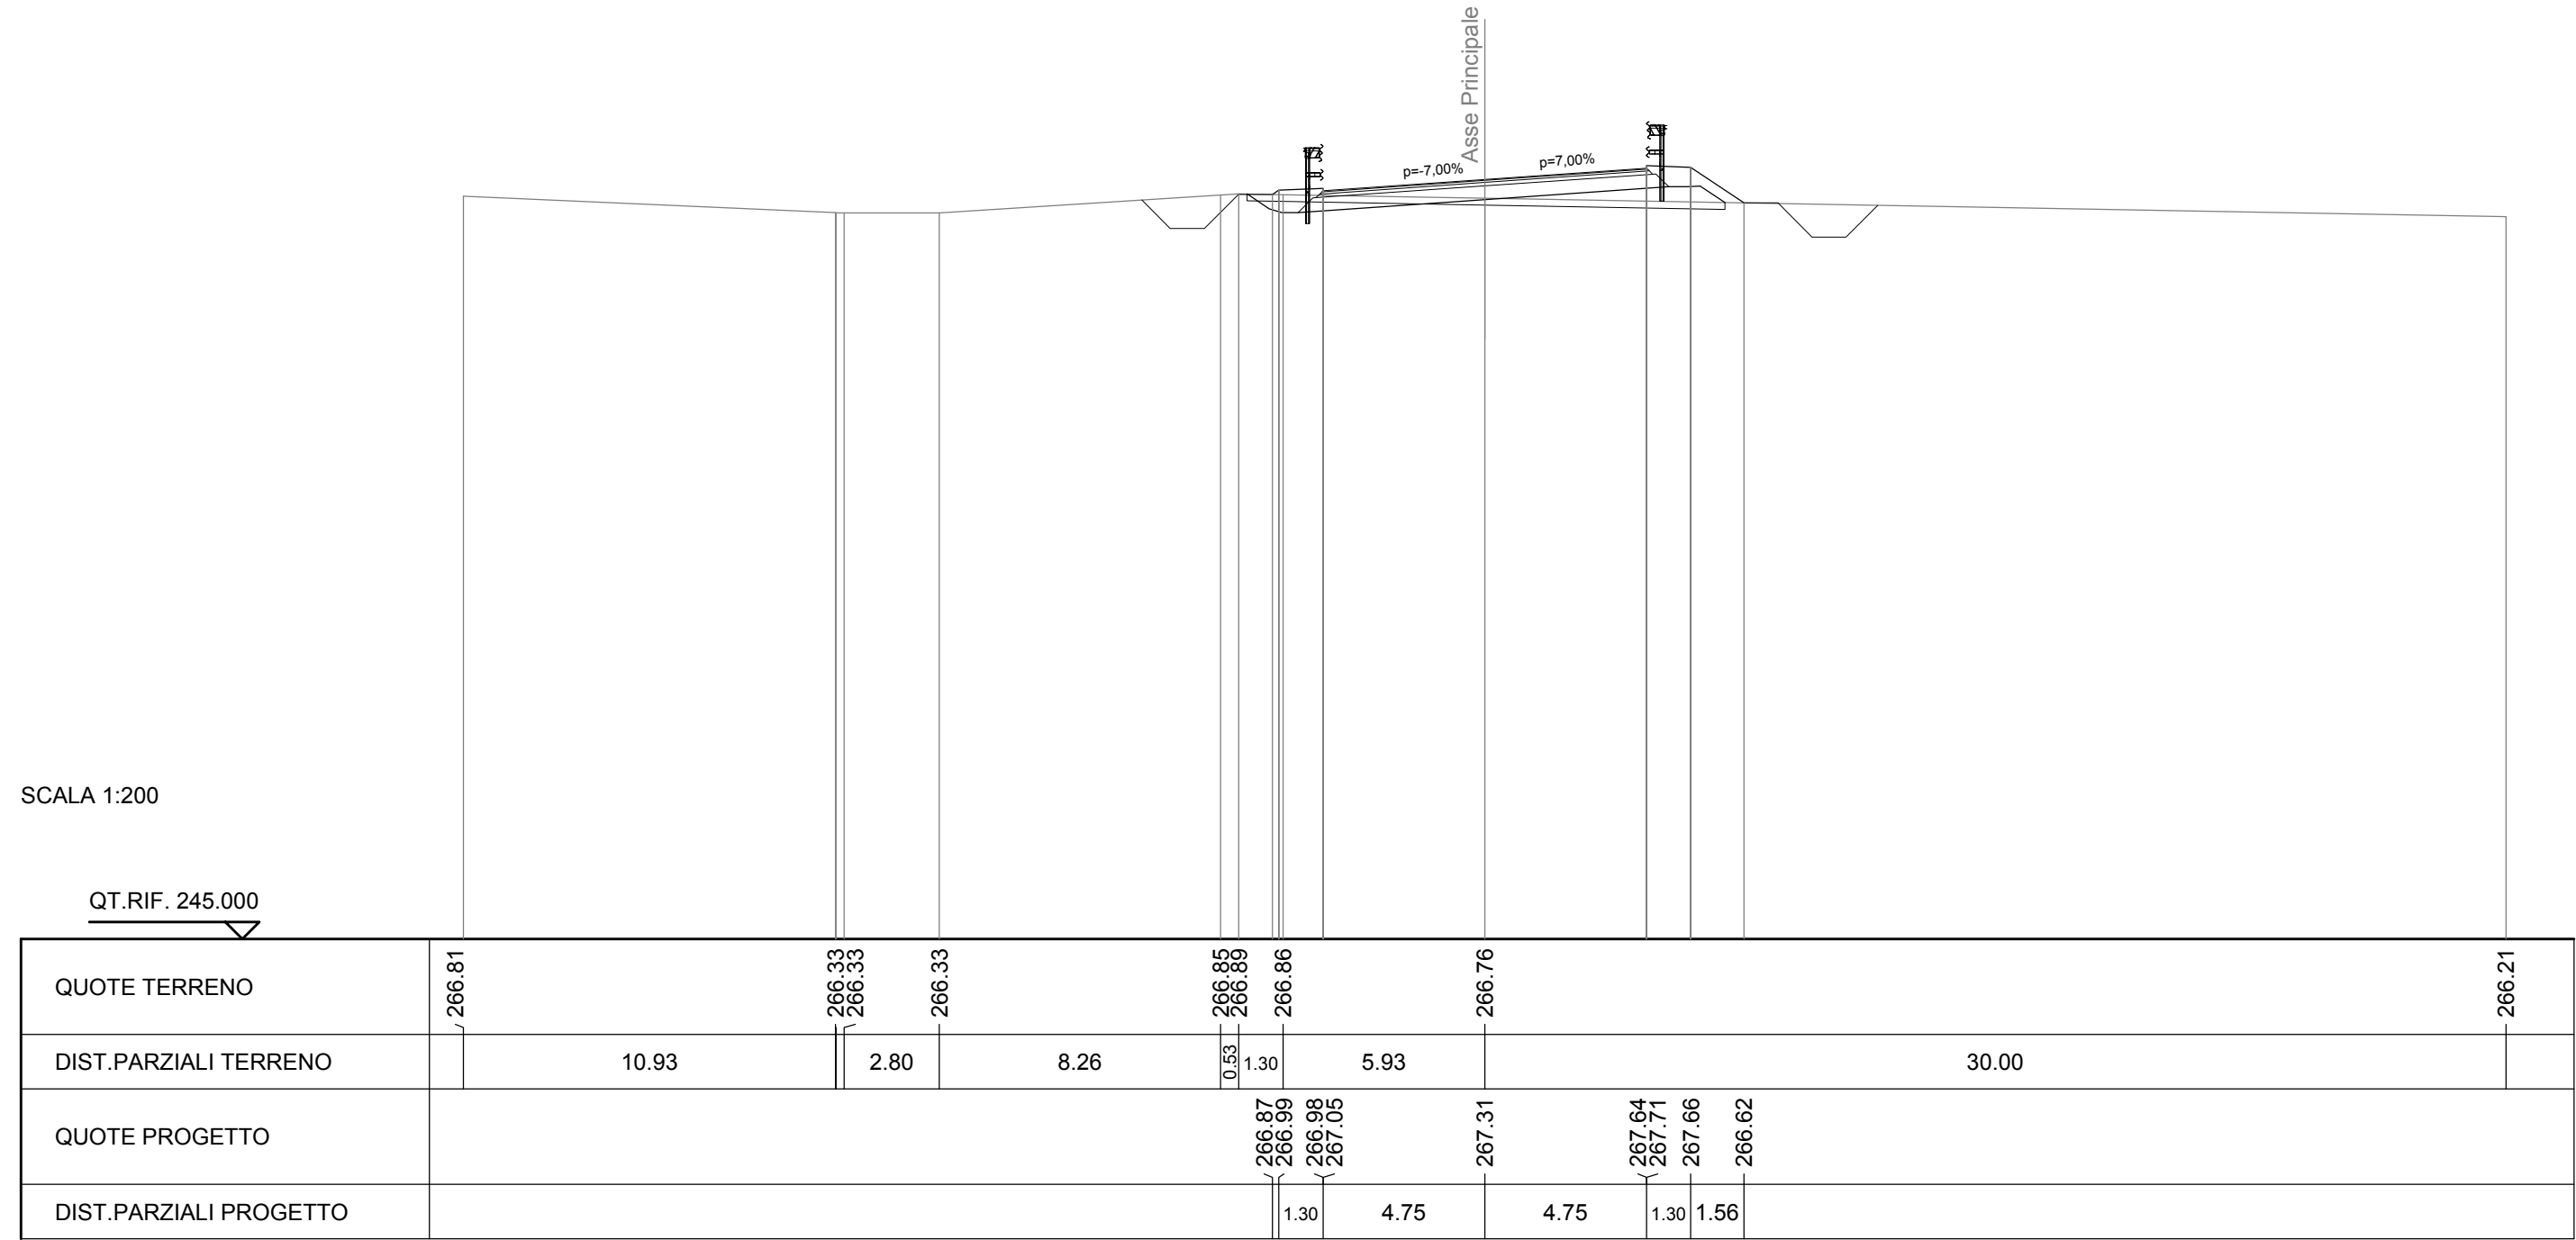 Asse Principale
p=-7,00%
p=7,00%
SCALA 1:200
QT.RIF. 245.000
QUOTE TERRENO 266.81 266.33 266.33 266.33 266.85 266.89 266.86 266.76 266.21
DIST.PARZIALI TERRENO 10.93 2.80 8.26 0.53 1.30 5.93 30.00
QUOTE PROGETTO 266.87 266.99 266.98 267.05 267.31 267.64 267.71 267.66 266.62
DIST.PARZIALI PROGETTO 1.30 4.75 4.75 1.30 1.56